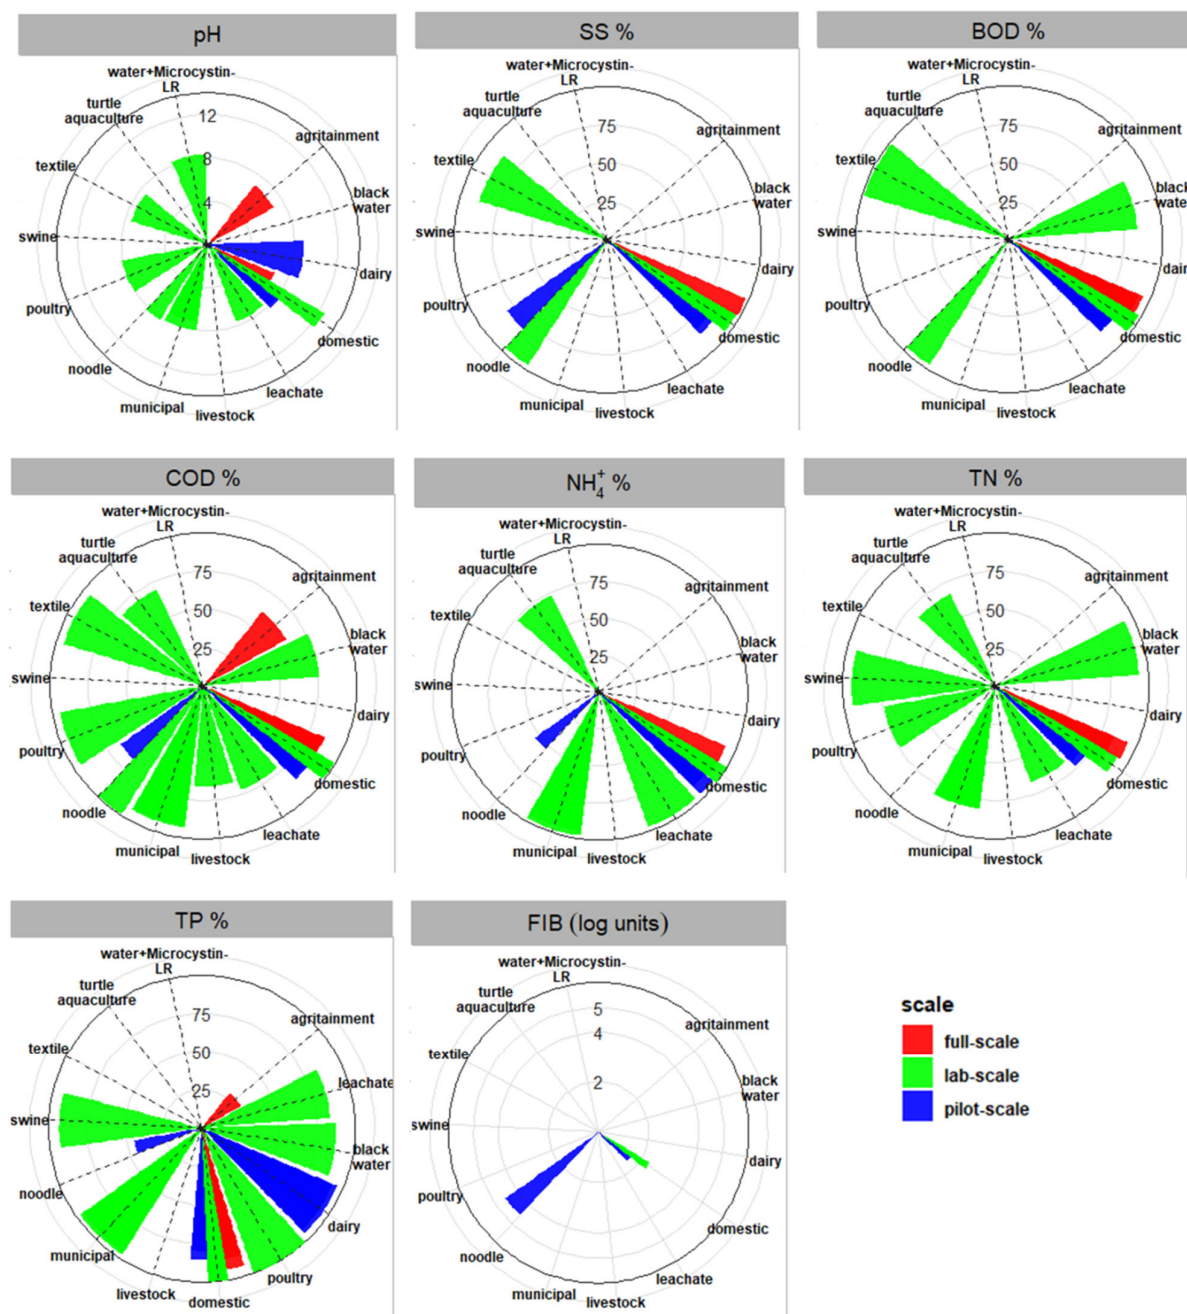 pH
water+Microcystin-
LR
turtle
aquaculture
textile
swine
poultry
noodle
municipal
livestock
leachate
domestic
dairy
black
water
agritainment
12
8
4
SS %
water+Microcystin-
LR
turtle
aquaculture
textile
swine
poultry
noodle
municipal
livestock
leachate
domestic
dairy
black
water
agritainment
75
50
25
BOD %
water+Microcystin-
LR
turtle
aquaculture
textile
swine
poultry
noodle
municipal
livestock
leachate
domestic
dairy
black
water
agritainment
75
50
25
COD %
water+Microcystin-
LR
turtle
aquaculture
textile
swine
poultry
noodle
municipal
livestock
leachate
domestic
dairy
black
water
agritainment
75
50
25
NH₄⁺ %
water+Microcystin-
LR
turtle
aquaculture
textile
swine
poultry
noodle
municipal
livestock
leachate
domestic
dairy
black
water
agritainment
75
50
25
TN %
water+Microcystin-
LR
turtle
aquaculture
textile
swine
poultry
noodle
municipal
livestock
leachate
domestic
dairy
black
water
agritainment
75
50
25
TP %
water+Microcystin-
LR
turtle
aquaculture
textile
swine
noodle
municipal
livestock
domestic
poultry
dairy
black
water
leachate
agritainment
75
50
25
FIB (log units)
water+Microcystin-
LR
turtle
aquaculture
textile
swine
poultry
noodle
municipal
livestock
leachate
domestic
dairy
black
water
agritainment
5
4
2
scale
full-scale
lab-scale
pilot-scale